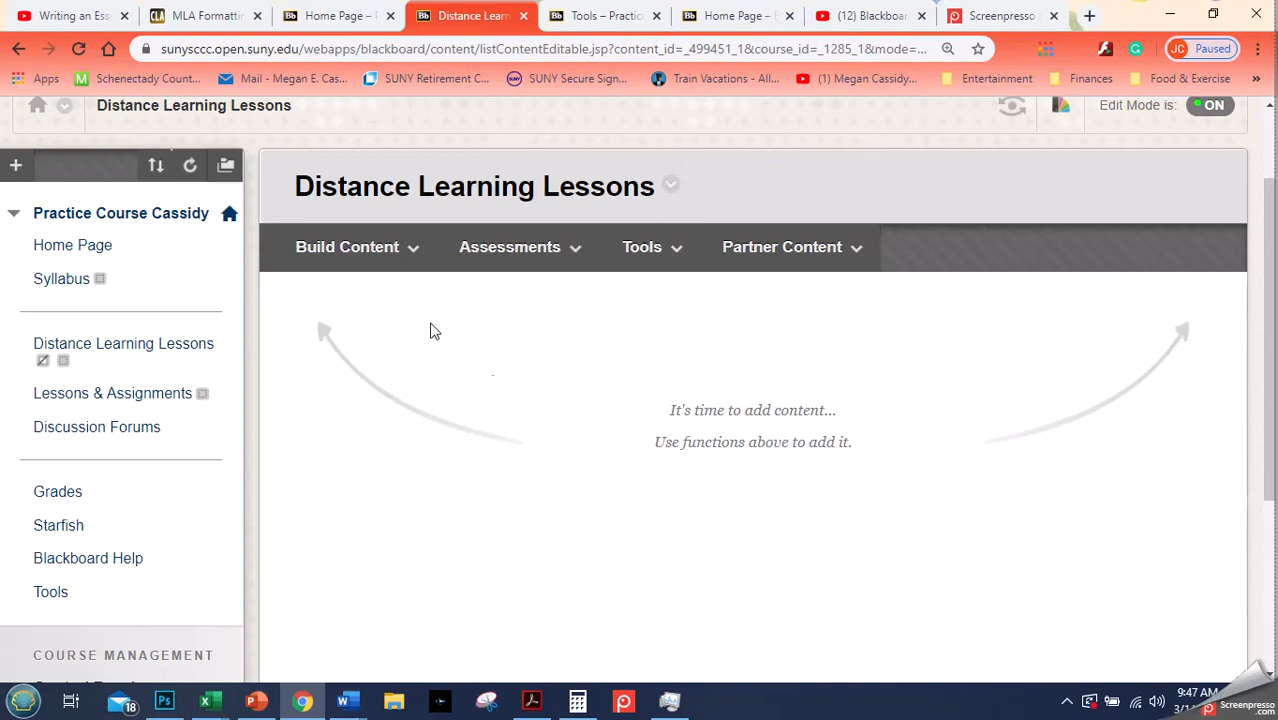 Writing an Ess
MLA Formattin
Home Page – P
Distance Learn
Tools – Practic
Home Page – E
(12) Blackboa
Screenpresso
sunysccc.open.suny.edu/webapps/blackboard/content/listContentEditable.jsp?content_id=_499451_1&course_id=_1285_1&mode=...
JC Paused
Apps
Schenectady Count...
Mail - Megan E. Cas...
SUNY Retirement C...
SUNY Secure Sign...
Train Vacations - All...
(1) Megan Cassidy...
Entertainment
Finances
Food & Exercise
»
Distance Learning Lessons
Edit Mode is: ON
Distance Learning Lessons
Practice Course Cassidy
Build Content
Assessments
Tools
Partner Content
Home Page
Syllabus
Distance Learning Lessons
Lessons & Assignments
Discussion Forums
It's time to add content...
Use functions above to add it.
Grades
Starfish
Blackboard Help
Tools
COURSE MANAGEMENT
18
9:47 AM
Screenpresso
.com